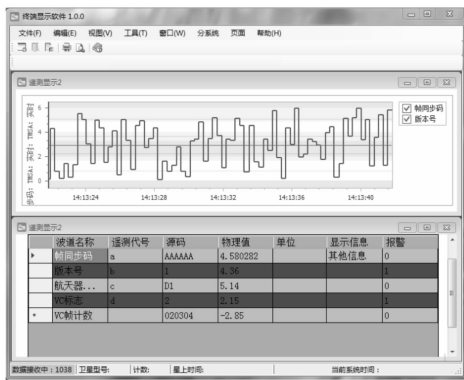 终端显示软件 1.0.0
文件(F) 编辑(E) 视图(V) 工具(T) 窗口(W) 分系统 页面 帮助(H)
遥测显示2
6
4
2
0
14:13:24 14:13:28 14:13:32 14:13:36 14:13:40
帧同步码
版本号
遥测显示2
波道名称 遥测代号 源码 物理值 单位 显示信息 报警
帧同步码 a AAAAAA 4.580282 其他信息 0
版本号 b 1 4.36 1
航天器... c D1 5.14 0
VC标志 d 2 2.15 1
VC帧计数 020304 -2.85 0
数据接收中：1038 卫星型号: 计数: 星上时间: 当前系统时间：